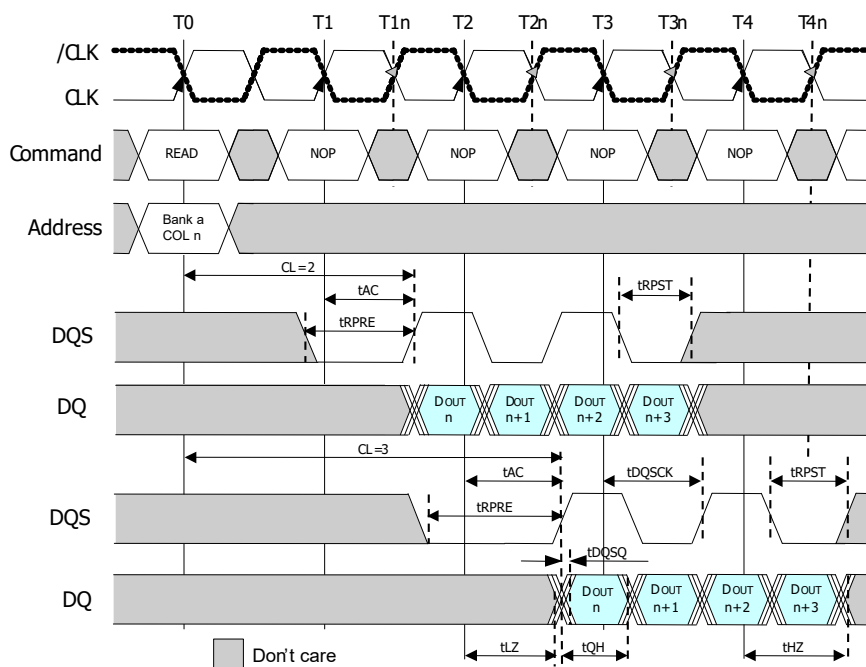 T0 T1 T1n T2 T2n T3 T3n T4 T4n
/CLK
CLK
Command READ NOP NOP NOP NOP
Address Bank a
COL n
CL=2
tAC
tRPST
tRPRE
DQS
DQ DOUT n DOUT n+1 DOUT n+2 DOUT n+3
CL=3
tAC tDQSCK tRPST
tRPRE
DQS
tDQSQ
DQ DOUT n DOUT n+1 DOUT n+2 DOUT n+3
tLZ tQH tHZ
Don't care